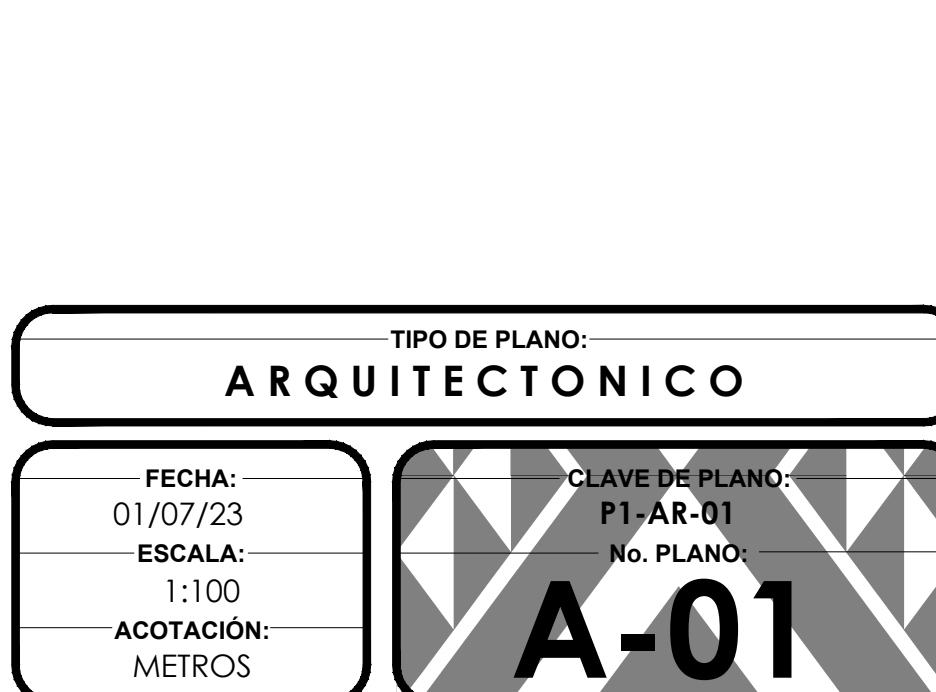 TIPO DE PLANO:
ARQUITECTONICO
FECHA:
01/07/23
ESCALA:
1:100
ACOTACIÓN:
METROS
CLAVE DE PLANO:
P1-AR-01
No. PLANO:
A-01